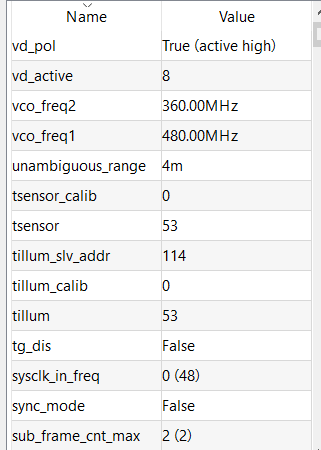 Name Value
vd_pol True (active high)
vd_active 8
vco_freq2 360.00MHz
vco_freq1 480.00MHz
unambiguous_range 4m
tsensor_calib 0
tsensor 53
tillum_slv_addr 114
tillum_calib 0
tillum 53
tg_dis False
sysclk_in_freq 0 (48)
sync_mode False
sub_frame_cnt_max 2 (2)